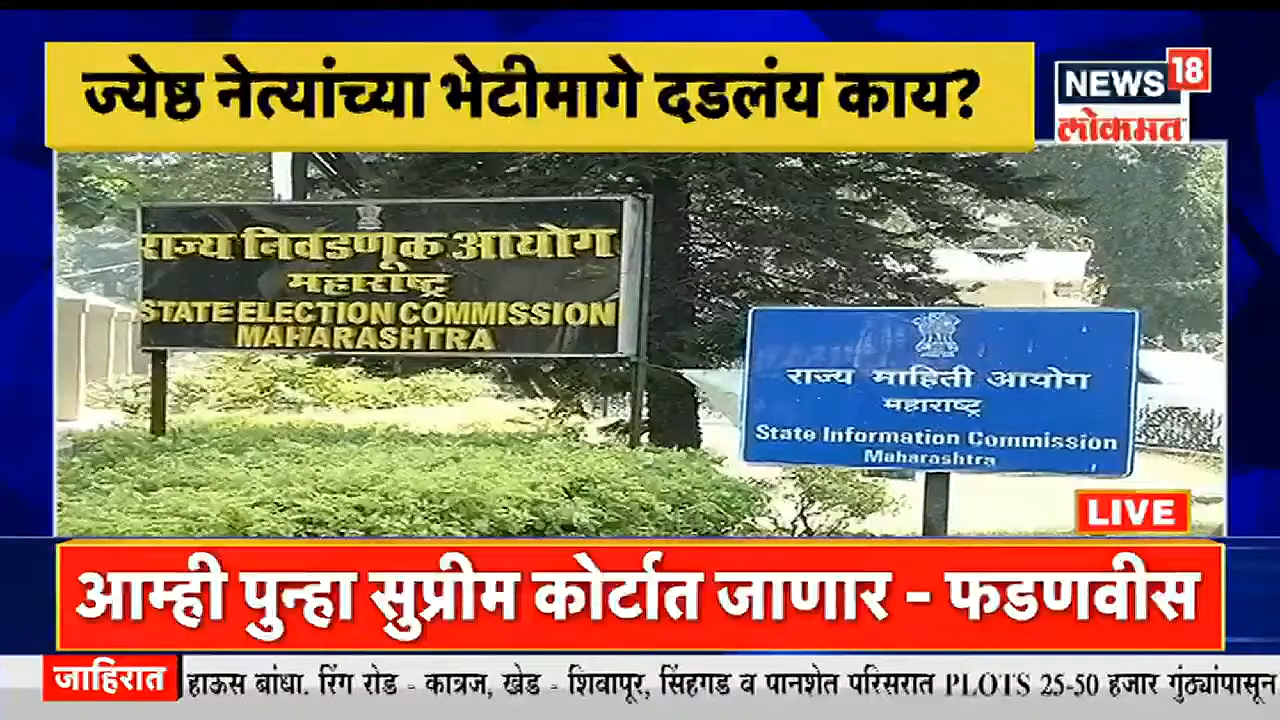 ज्येष्ठ नेत्यांच्या भेटीमागे दडलंय काय?
NEWS 18
लोकमत
राज्य निवडणूक आयोग
महाराष्ट्र
STATE ELECTION COMMISSION
MAHARASHTRA
राज्य माहिती आयोग
महाराष्ट्र
State Information Commission
Maharashtra
LIVE
आम्ही पुन्हा सुप्रीम कोर्टात जाणार - फडणवीस
जाहिरात हाऊस बांधा. रिंग रोड - कात्रज, खेड - शिवापूर, सिंहगड व पानशेत परिसरात PLOTS 25-50 हजार गुंठ्यांपासून